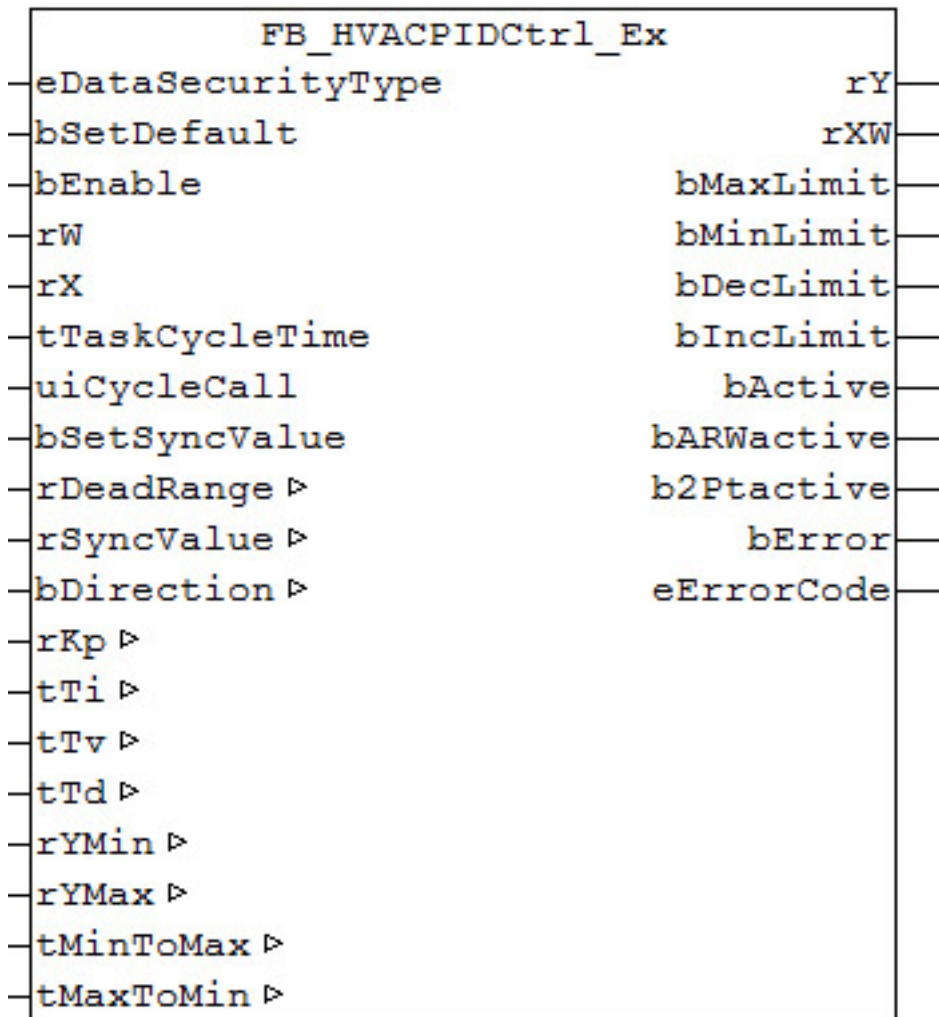 FB_HVACPIDCtrl_Ex
eDataSecurityType rY
bSetDefault rXW
bEnable bMaxLimit
rW bMinLimit
rX bDecLimit
tTaskCycleTime bIncLimit
uiCycleCall bActive
bSetSyncValue bARWactive
rDeadRange b2Ptactive
rSyncValue bError
bDirection eErrorCode
rKp
tTi
tTv
tTd
rYMin
rYMax
tMinToMax
tMaxToMin